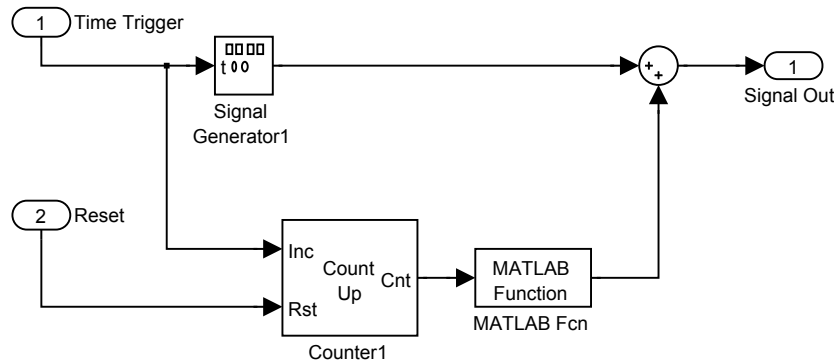 1
Time Trigger
t
Signal
Generator1
+
+
1
Signal Out
2
Reset
Inc
Rst
Count
Up
Cnt
Counter1
MATLAB
Function
MATLAB Fcn